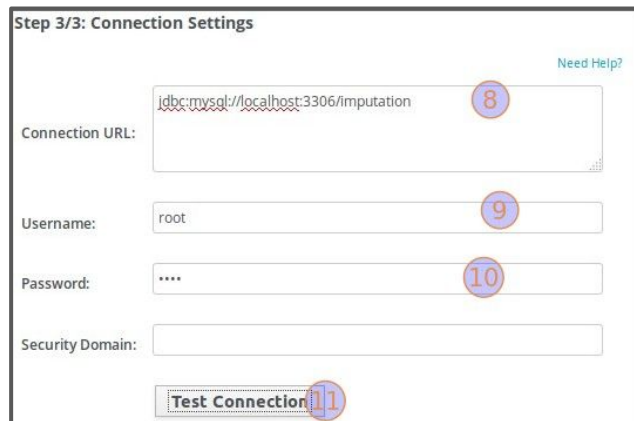 Step 3/3: Connection Settings
Need Help?
Connection URL: jdbc:mysql://localhost:3306/imputation 8
Username: root 9
Password: •••• 10
Security Domain:
Test Connection 11